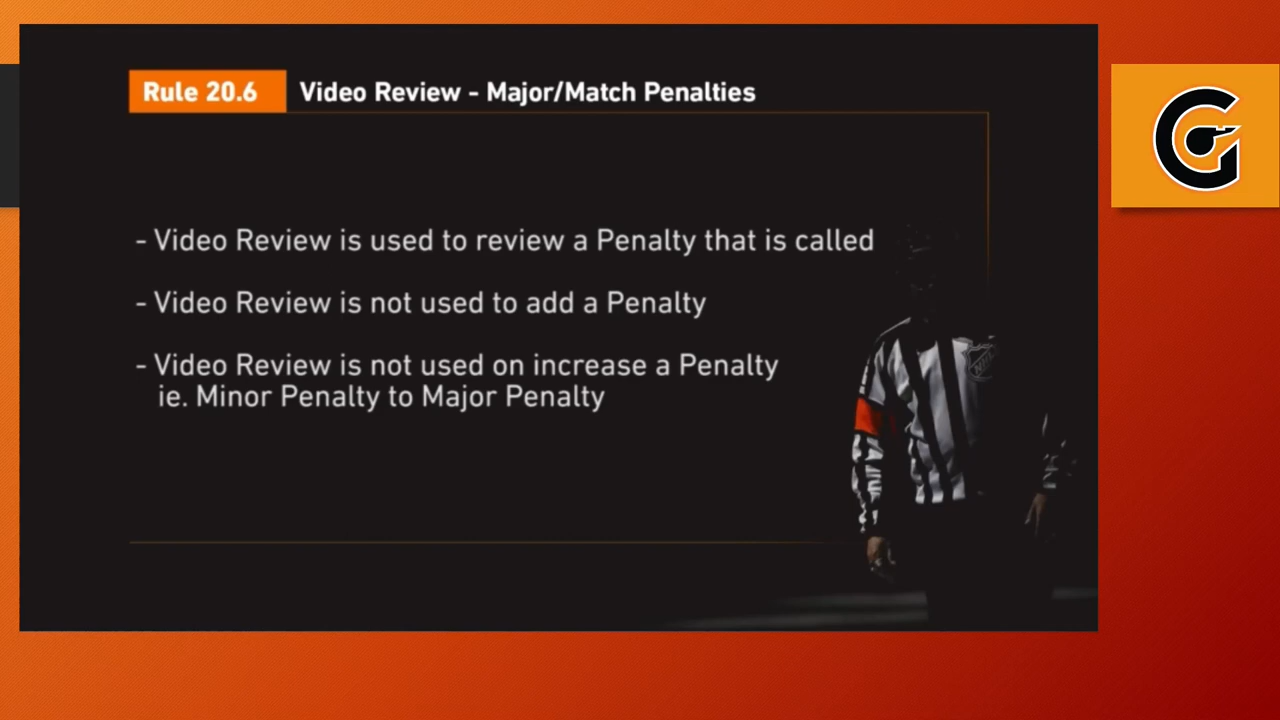 Rule 20.6 Video Review - Major/Match Penalties
- Video Review is used to review a Penalty that is called
- Video Review is not used to add a Penalty
- Video Review is not used on increase a Penalty
ie. Minor Penalty to Major Penalty
G